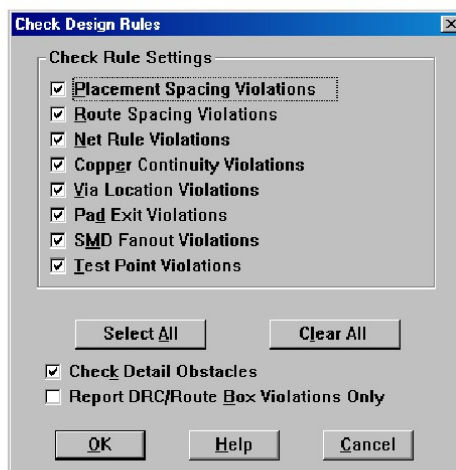 Check Design Rules
Check Rule Settings
Placement Spacing Violations
Route Spacing Violations
Net Rule Violations
Copper Continuity Violations
Via Location Violations
Pad Exit Violations
SMD Fanout Violations
Test Point Violations
Select All
Clear All
Check Detail Obstacles
Report DRC/Route Box Violations Only
OK
Help
Cancel